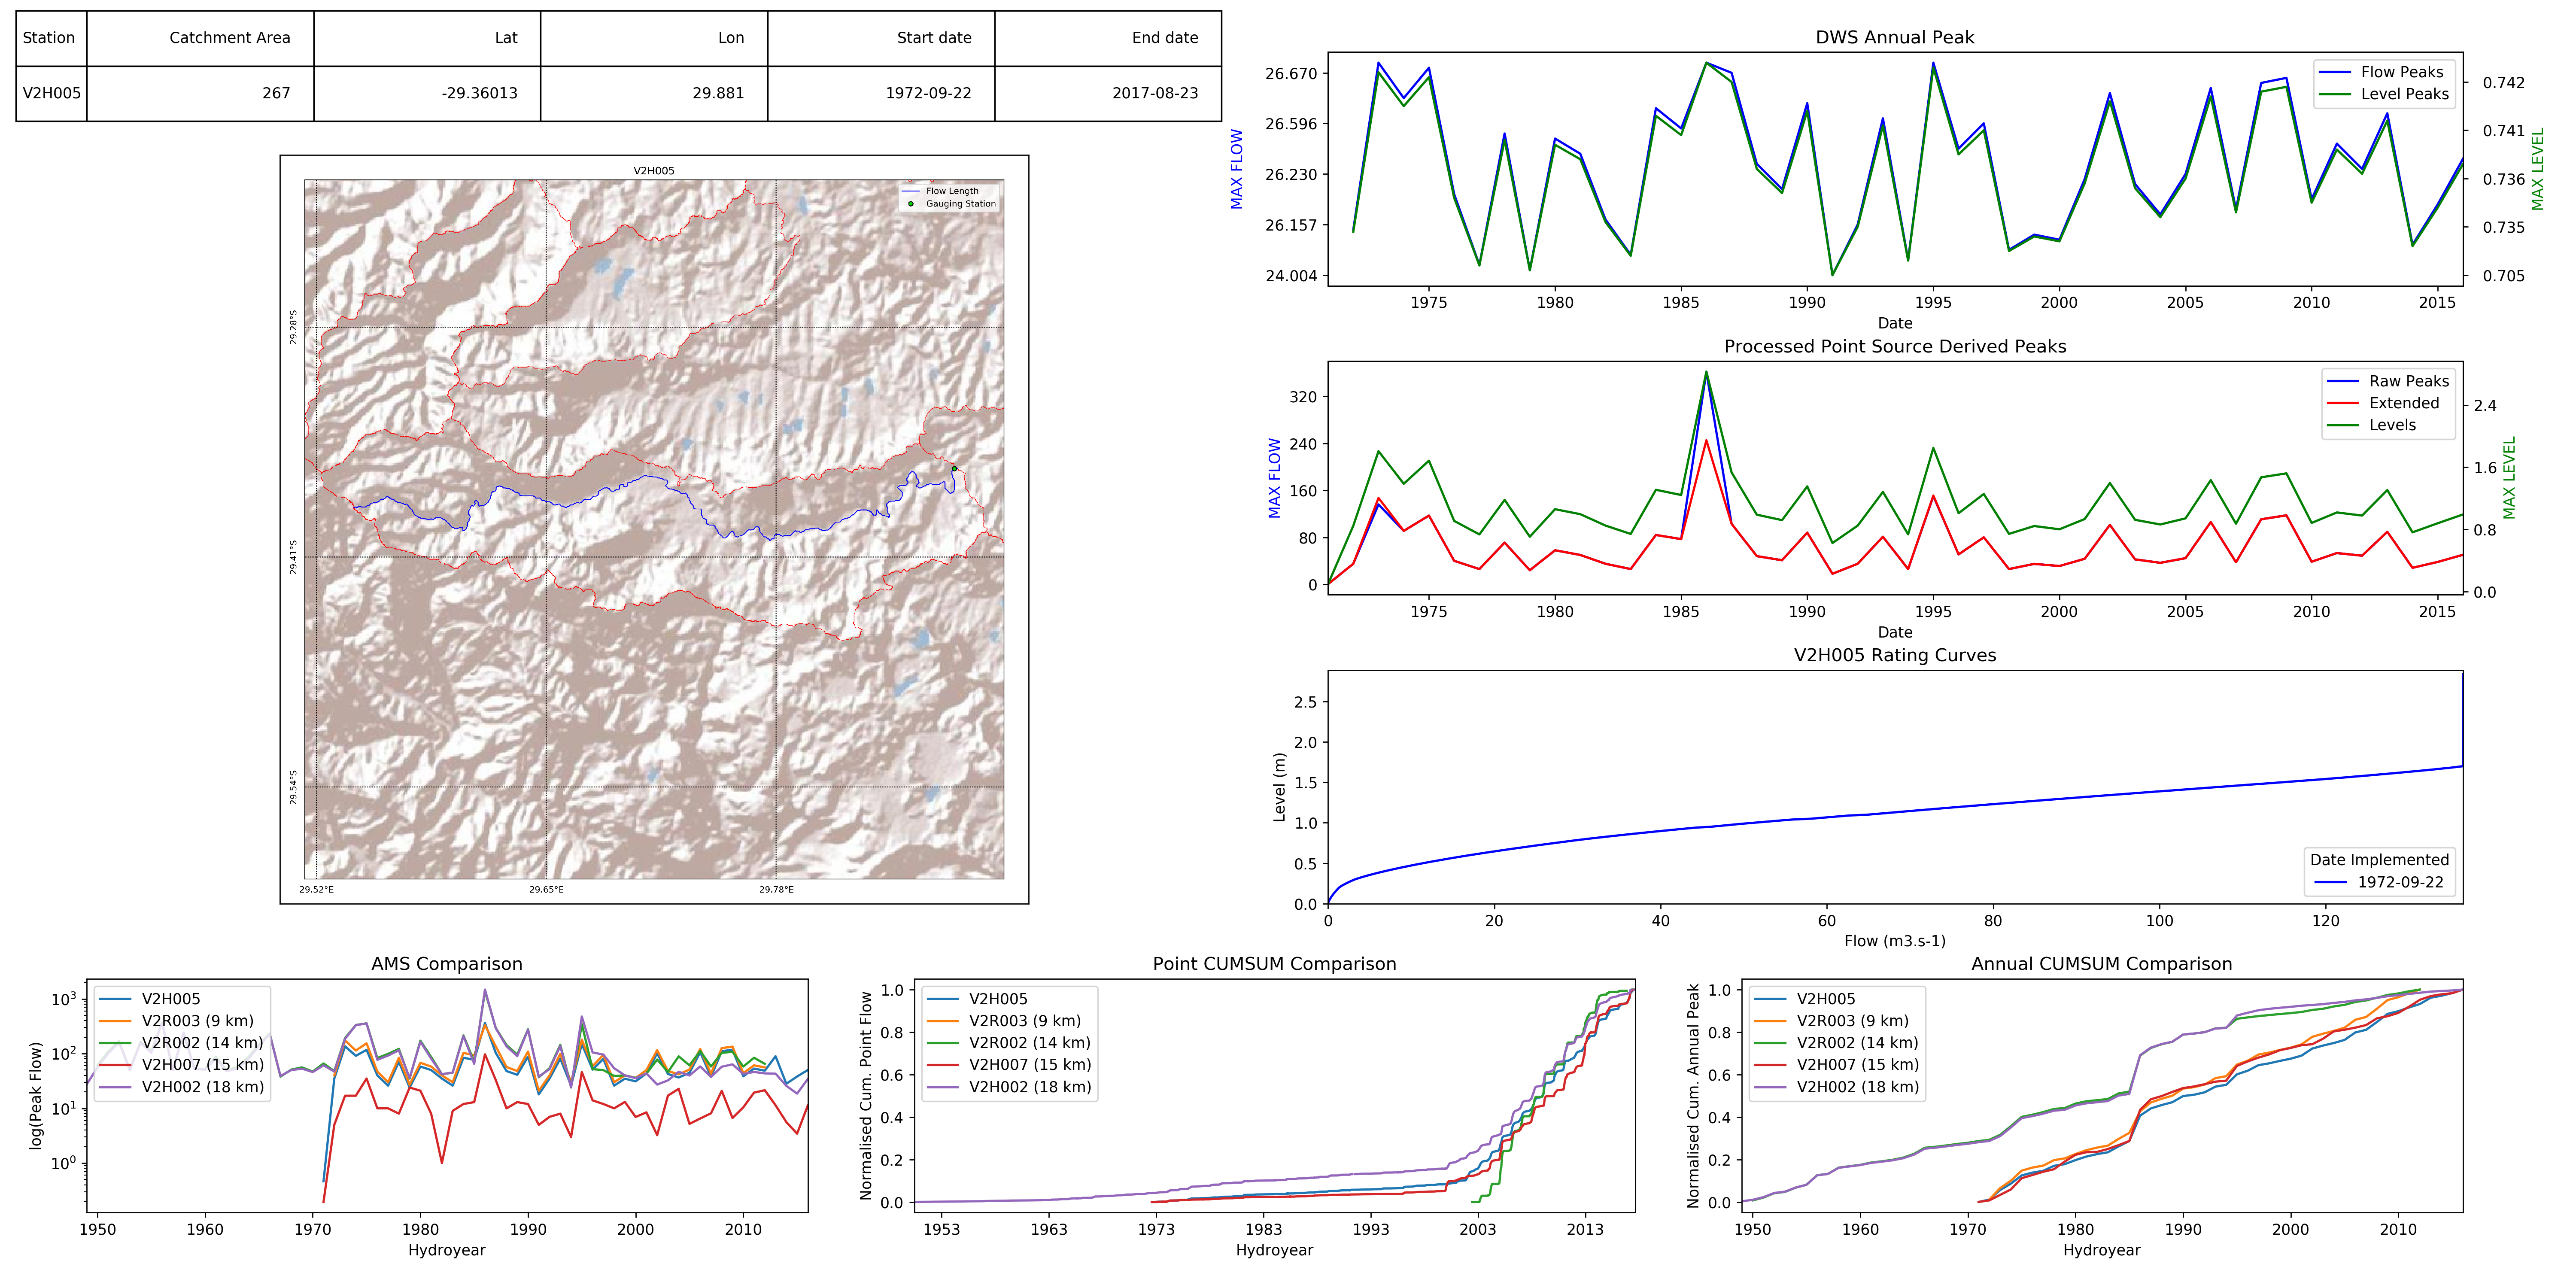 Station Catchment Area Lat Lon Start date End date
V2H005 267 -29.36013 29.881 1972-09-22 2017-08-23
V2H005
Flow Length
Gauging Station
29.28°S
29.41°S
29.54°S
29.52°E 29.65°E 29.78°E
DWS Annual Peak
Flow Peaks
Level Peaks
MAX FLOW
26.670
26.596
26.230
26.157
24.004
0.742
0.741
0.736
0.735
0.705
MAX LEVEL
1975 1980 1985 1990 1995 2000 2005 2010 2015
Date
Processed Point Source Derived Peaks
Raw Peaks
Extended
Levels
MAX FLOW
320
240
160
80
0
2.4
1.6
0.8
0.0
MAX LEVEL
1975 1980 1985 1990 1995 2000 2005 2010 2015
Date
V2H005 Rating Curves
Level (m)
2.5
2.0
1.5
1.0
0.5
0.0
Date Implemented
1972-09-22
0 20 40 60 80 100 120
Flow (m3.s-1)
AMS Comparison
log(Peak Flow)
10³
10²
10¹
10⁰
V2H005
V2R003 (9 km)
V2R002 (14 km)
V2H007 (15 km)
V2H002 (18 km)
1950 1960 1970 1980 1990 2000 2010
Hydroyear
Point CUMSUM Comparison
Normalised Cum. Point Flow
1.0
0.8
0.6
0.4
0.2
0.0
V2H005
V2R003 (9 km)
V2R002 (14 km)
V2H007 (15 km)
V2H002 (18 km)
1953 1963 1973 1983 1993 2003 2013
Hydroyear
Annual CUMSUM Comparison
Normalised Cum. Annual Peak
1.0
0.8
0.6
0.4
0.2
0.0
V2H005
V2R003 (9 km)
V2R002 (14 km)
V2H007 (15 km)
V2H002 (18 km)
1950 1960 1970 1980 1990 2000 2010
Hydroyear